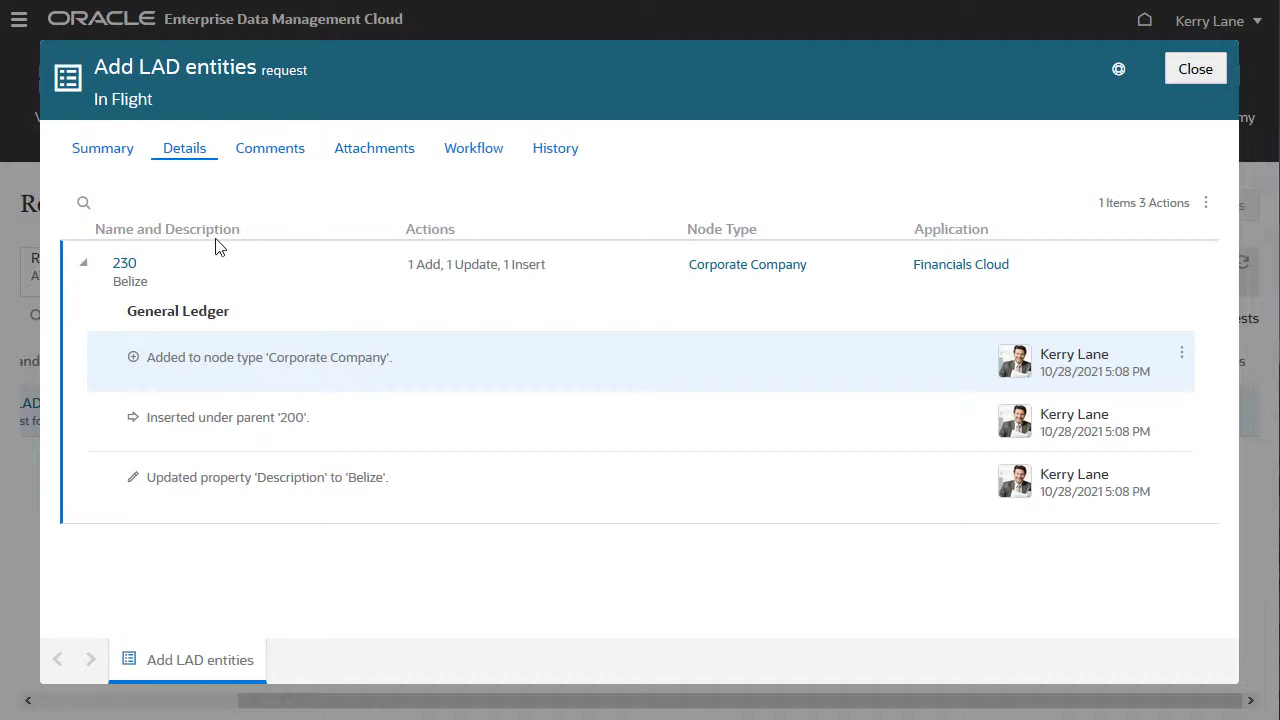 ORACLE Enterprise Data Management Cloud
Kerry Lane
Add LAD entities request
In Flight
Close
Summary
Details
Comments
Attachments
Workflow
History
1 Items 3 Actions
Name and Description
Actions
Node Type
Application
230
Belize
1 Add, 1 Update, 1 Insert
Corporate Company
Financials Cloud
General Ledger
Added to node type 'Corporate Company'.
Kerry Lane
10/28/2021 5:08 PM
Inserted under parent '200'.
Kerry Lane
10/28/2021 5:08 PM
Updated property 'Description' to 'Belize'.
Kerry Lane
10/28/2021 5:08 PM
Add LAD entities